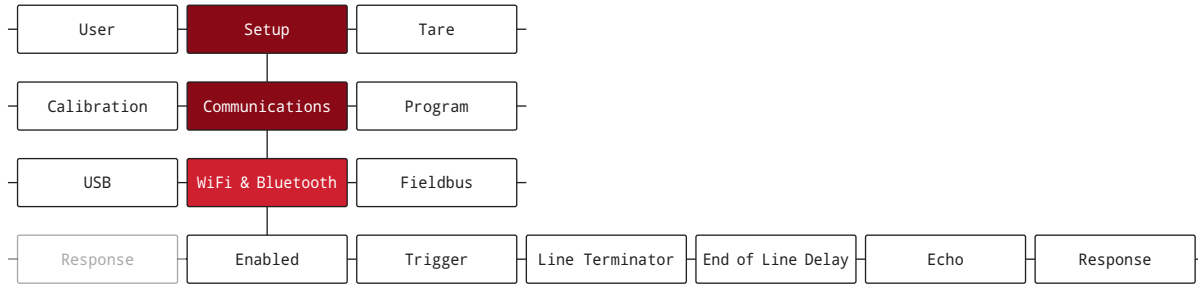 User Setup Tare
Calibration Communications Program
USB WiFi & Bluetooth Fieldbus
Response Enabled Trigger Line Terminator End of Line Delay Echo Response